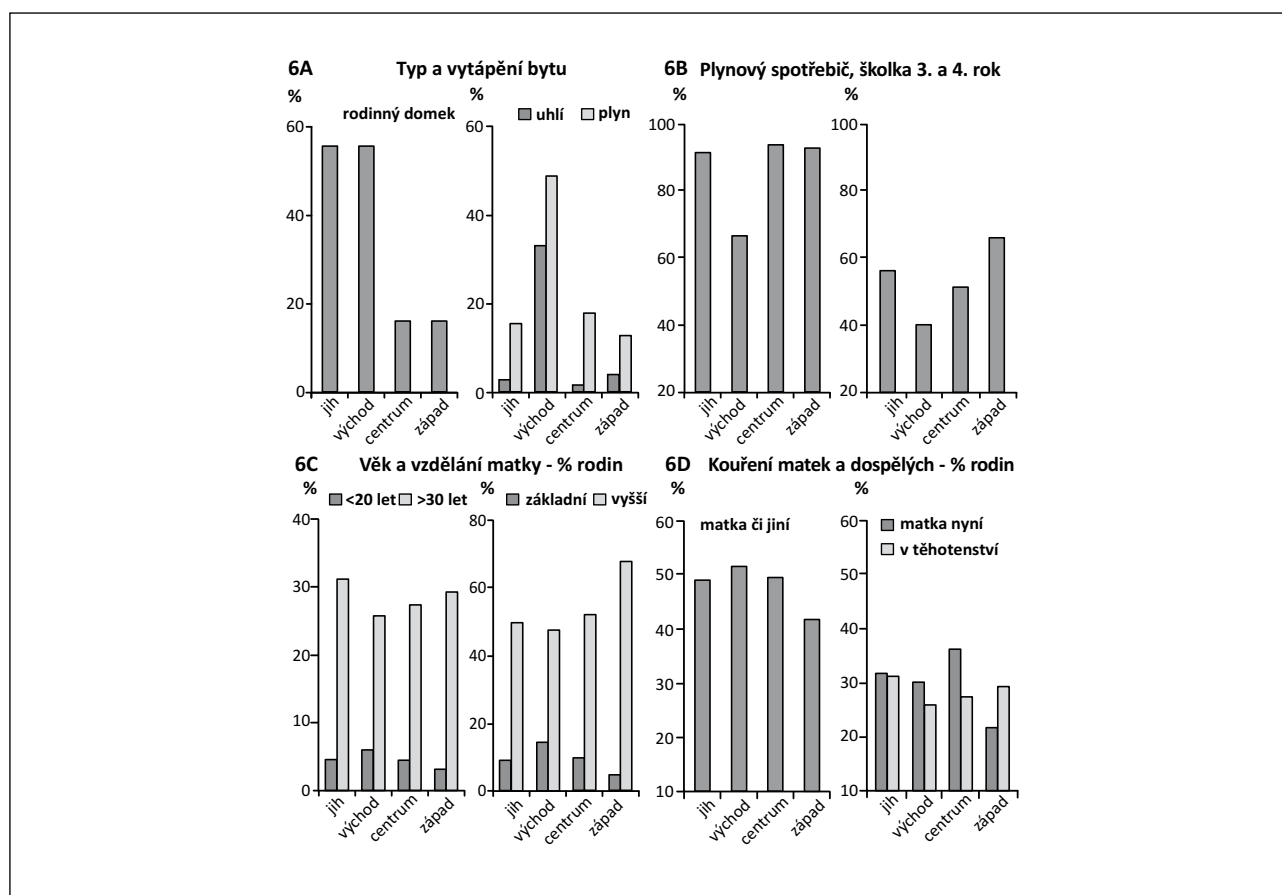 6A Typ a vytápění bytu
%
rodinný domek
60
40
20
0
jih
východ
centrum
západ
%
uhlí plyn
60
40
20
0
jih
východ
centrum
západ
6B Plynový spotřebič, školka 3. a 4. rok
%
100
80
60
40
20
jih
východ
centrum
západ
%
100
80
60
40
20
jih
východ
centrum
západ
6C Věk a vzdělání matky - % rodin
%
<20 let >30 let
40
30
20
10
0
jih
východ
centrum
západ
%
základní vyšší
80
60
40
20
0
jih
východ
centrum
západ
6D Kouření matek a dospělých - % rodin
%
matka či jiní
60
50
40
30
20
10
jih
východ
centrum
západ
%
matka nyní
v těhotenství
60
50
40
30
20
10
jih
východ
centrum
západ